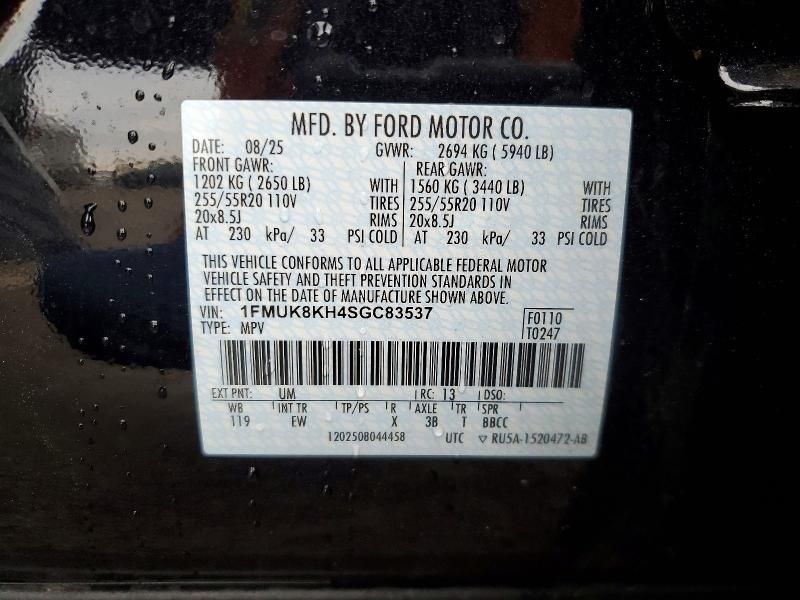 MFD. BY FORD MOTOR CO.
DATE: 08/25 GVWR: 2694 KG ( 5940 LB)
FRONT GAWR: REAR GAWR:
1202 KG ( 2650 LB) WITH 1560 KG ( 3440 LB) WITH
255/55R20 110V TIRES 255/55R20 110V TIRES
20x8.5J RIMS 20x8.5J RIMS
AT 230 kPa/ 33 PSI COLD AT 230 kPa/ 33 PSI COLD
THIS VEHICLE CONFORMS TO ALL APPLICABLE FEDERAL MOTOR
VEHICLE SAFETY AND THEFT PREVENTION STANDARDS IN
EFFECT ON THE DATE OF MANUFACTURE SHOWN ABOVE.
VIN: 1FMUK8KH4SGC83537 F0110
TYPE: MPV T0247
EXT PNT: UM RC: 13 DSO:
WB INT TR TP/PS R AXLE TR SPR
119 EW X 3B T BBCC
1202508044458 UTC ▽ RU5A-1520472-AB